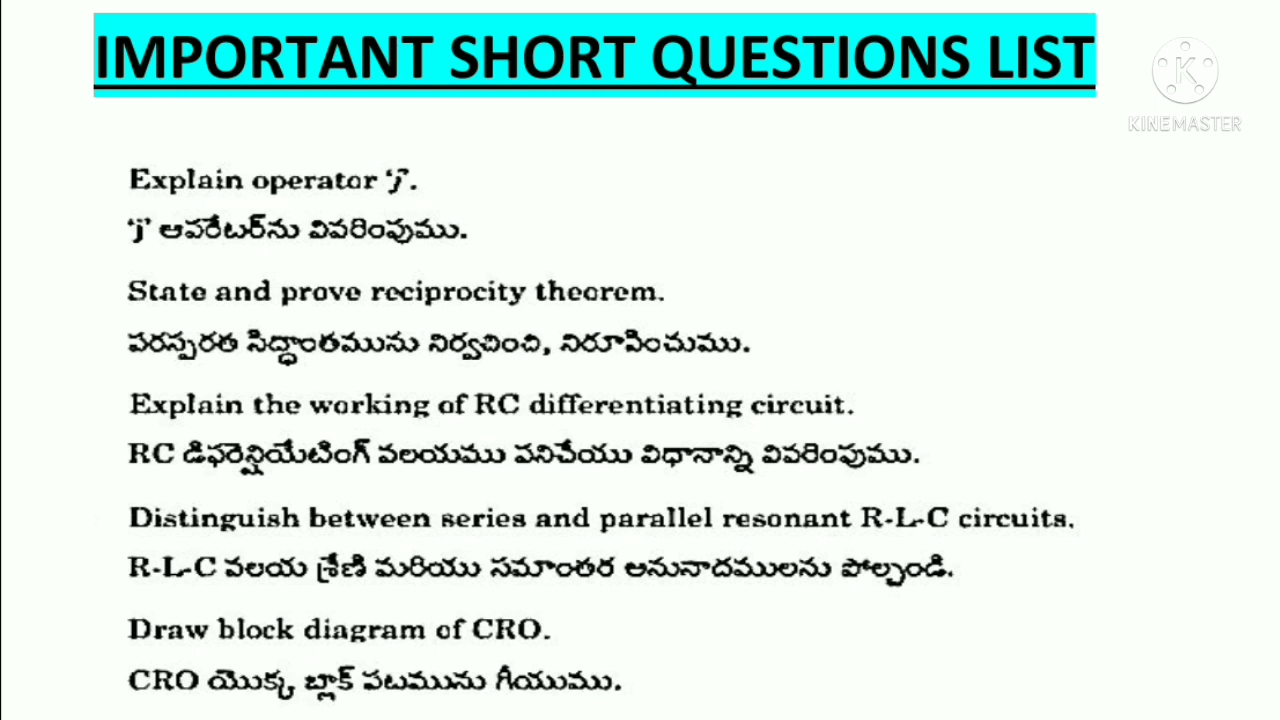 IMPORTANT SHORT QUESTIONS LIST
KINEMASTER
Explain operator ‘j’.
‘j’ ఆపరేటర్‌ను వివరింపుము.
State and prove reciprocity theorem.
పరస్పరత సిద్ధాంతమును నిర్వచించి, నిరూపించుము.
Explain the working of RC differentiating circuit.
RC డిఫరెన్షియేటింగ్ వలయము పనిచేయు విధానాన్ని వివరింపుము.
Distinguish between series and parallel resonant R-L-C circuits.
R-L-C వలయ శ్రేణి మరియు సమాంతర అనునాదములను పోల్చండి.
Draw block diagram of CRO.
CRO యొక్క బ్లాక్ పటమును గీయుము.